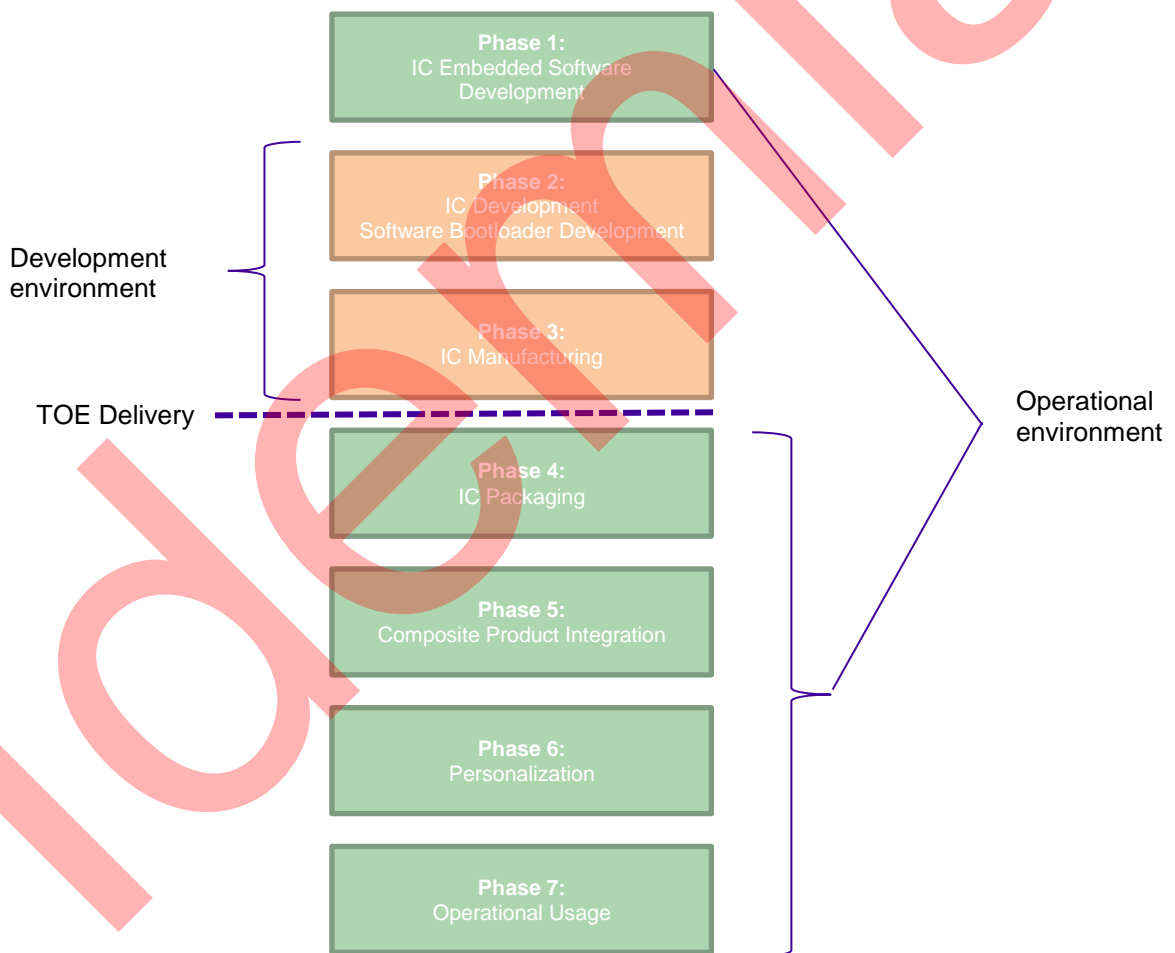 Phase 1:
IC Embedded Software
Development
Phase 2:
IC Development
Software Bootloader Development
Development
environment
Phase 3:
IC Manufacturing
TOE Delivery
Operational
environment
Phase 4:
IC Packaging
Phase 5:
Composite Product Integration
Phase 6:
Personalization
Phase 7:
Operational Usage